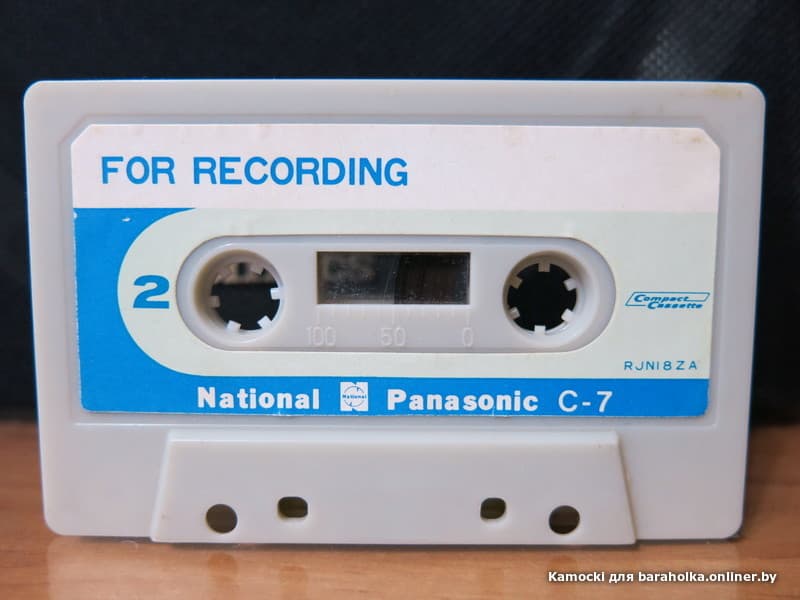 FOR RECORDING
2
Compact
Cassette
100 50 0
RJN18ZA
National National Panasonic C-7
Kamocki для baraholka.onliner.by